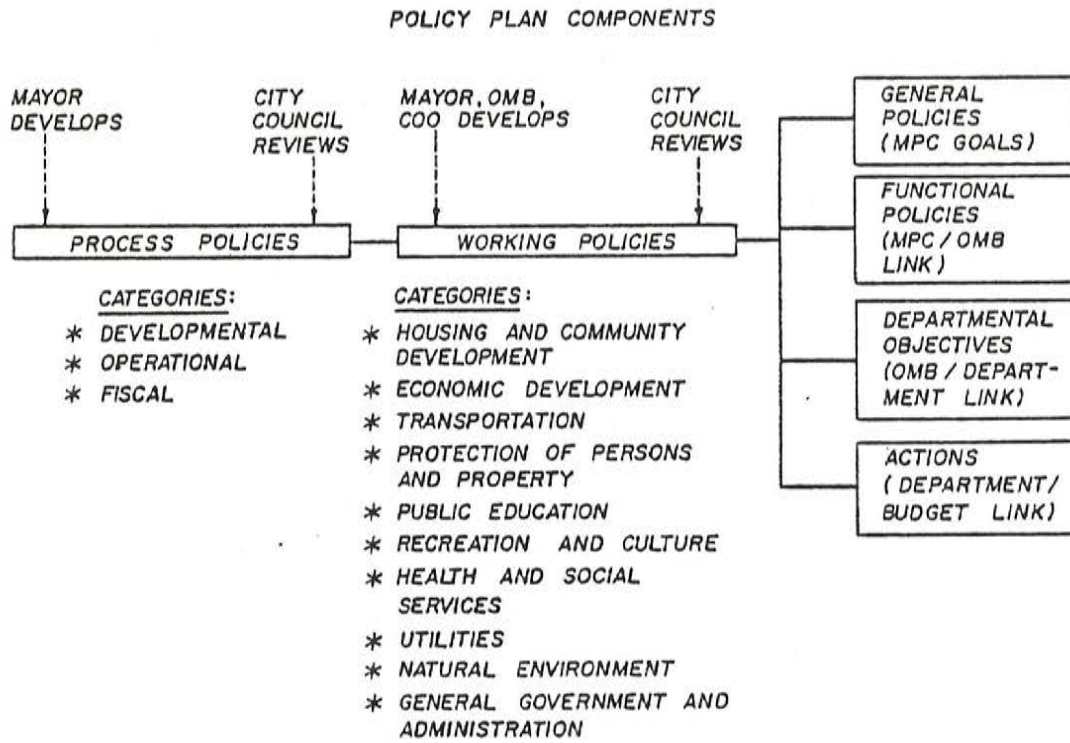 POLICY PLAN COMPONENTS
MAYOR
DEVELOPS
CITY
COUNCIL
REVIEWS
MAYOR, OMB,
COO DEVELOPS
CITY
COUNCIL
REVIEWS
PROCESS POLICIES
WORKING POLICIES
CATEGORIES:
* DEVELOPMENTAL
* OPERATIONAL
* FISCAL
CATEGORIES:
* HOUSING AND COMMUNITY
DEVELOPMENT
* ECONOMIC DEVELOPMENT
* TRANSPORTATION
* PROTECTION OF PERSONS
AND PROPERTY
* PUBLIC EDUCATION
* RECREATION AND CULTURE
* HEALTH AND SOCIAL
SERVICES
* UTILITIES
* NATURAL ENVIRONMENT
* GENERAL GOVERNMENT AND
ADMINISTRATION
GENERAL
POLICIES
(MPC GOALS)
FUNCTIONAL
POLICIES
(MPC / OMB
LINK)
DEPARTMENTAL
OBJECTIVES
(OMB / DEPART-
MENT LINK)
ACTIONS
( DEPARTMENT/
BUDGET LINK)